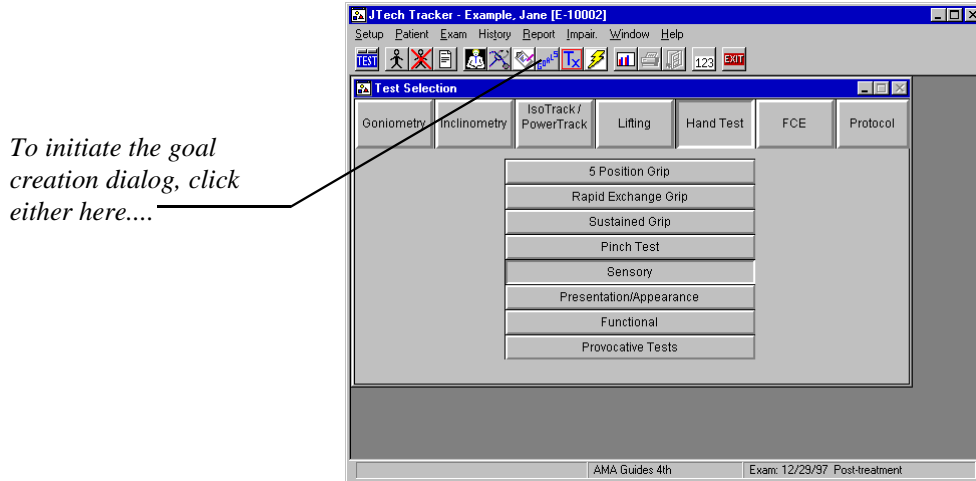 JTech Tracker - Example, Jane [E-10002]
Setup Patient Exam History Report Impair. Window Help
TEST GOALS Tx 123 EXIT
Test Selection
Goniometry Inclinometry IsoTrack / PowerTrack Lifting Hand Test FCE Protocol
To initiate the goal
creation dialog, click
either here....
5 Position Grip
Rapid Exchange Grip
Sustained Grip
Pinch Test
Sensory
Presentation/Appearance
Functional
Provocative Tests
AMA Guides 4th Exam: 12/29/97 Post-treatment